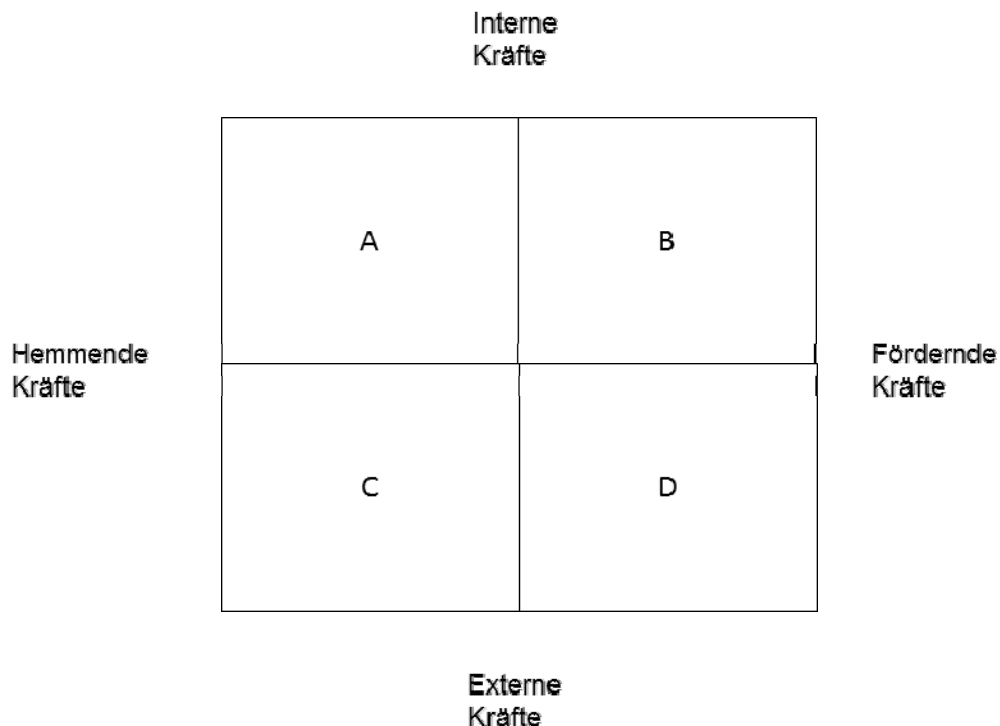 Interne
Kräfte
A
B
Hemmende
Kräfte
Fördernde
Kräfte
C
D
Externe
Kräfte